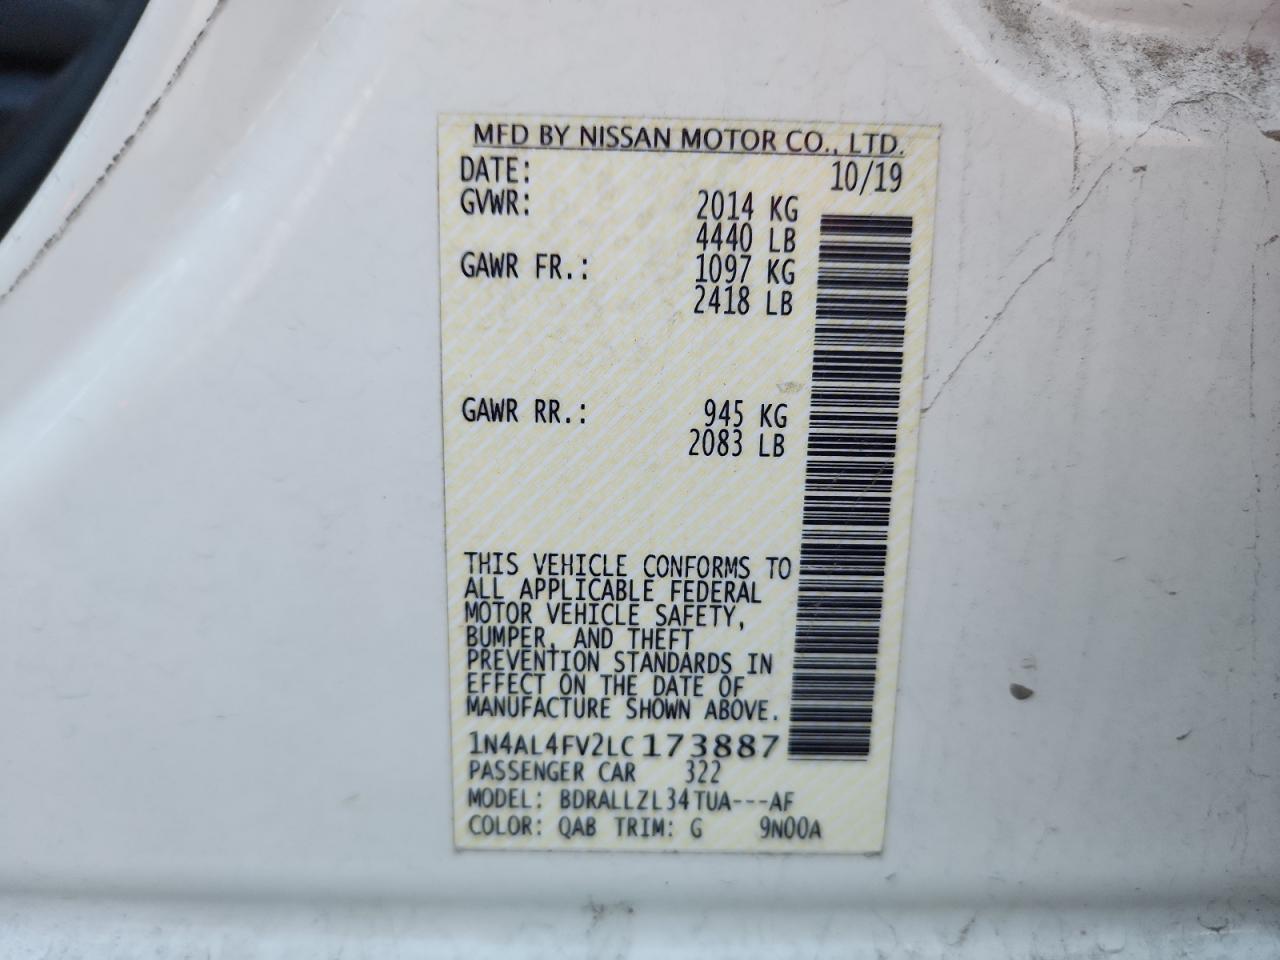 MFD BY NISSAN MOTOR CO., LTD.
DATE: 10/19
GVWR: 2014 KG
4440 LB
GAWR FR.: 1097 KG
2418 LB
GAWR RR.: 945 KG
2083 LB
THIS VEHICLE CONFORMS TO
ALL APPLICABLE FEDERAL
MOTOR VEHICLE SAFETY,
BUMPER, AND THEFT
PREVENTION STANDARDS IN
EFFECT ON THE DATE OF
MANUFACTURE SHOWN ABOVE.
1N4AL4FV2LC173887
PASSENGER CAR 322
MODEL: BDRALLZL34TUA---AF
COLOR: QAB TRIM: G 9N00A